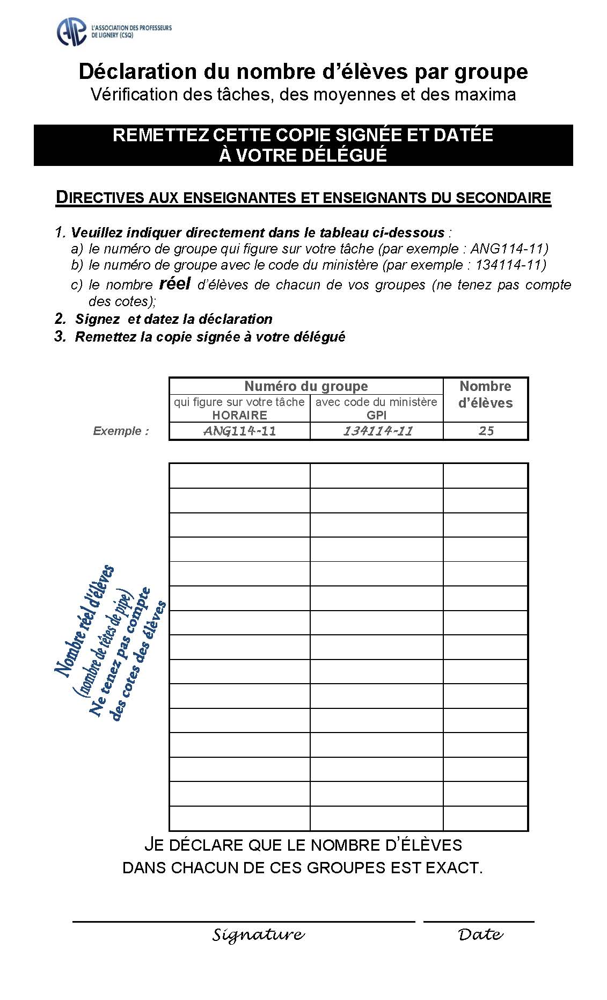 L'ASSOCIATION DES PROFESSEURS
DE LIGNERY (CSQ)
Déclaration du nombre d'élèves par groupe
Vérification des tâches, des moyennes et des maxima
REMETTEZ CETTE COPIE SIGNÉE ET DATÉE
À VOTRE DÉLÉGUÉ
DIRECTIVES AUX ENSEIGNANTES ET ENSEIGNANTS DU SECONDAIRE
1. Veuillez indiquer directement dans le tableau ci-dessous :
a) le numéro de groupe qui figure sur votre tâche (par exemple : ANG114-11)
b) le numéro de groupe avec le code du ministère (par exemple : 134114-11)
c) le nombre réel d'élèves de chacun de vos groupes (ne tenez pas compte
des cotes);
2. Signez et datez la déclaration
3. Remettez la copie signée à votre délégué
Numéro du groupe
Nombre
d'élèves
qui figure sur votre tâche
HORAIRE
avec code du ministère
GPI
Exemple :
ANG114-11
134114-11
25
Nombre réel d'élèves
(nombre de têtes de pipe)
Ne tenez pas compte
des cotes des élèves
JE DÉCLARE QUE LE NOMBRE D'ÉLÈVES
DANS CHACUN DE CES GROUPES EST EXACT.
Signature
Date